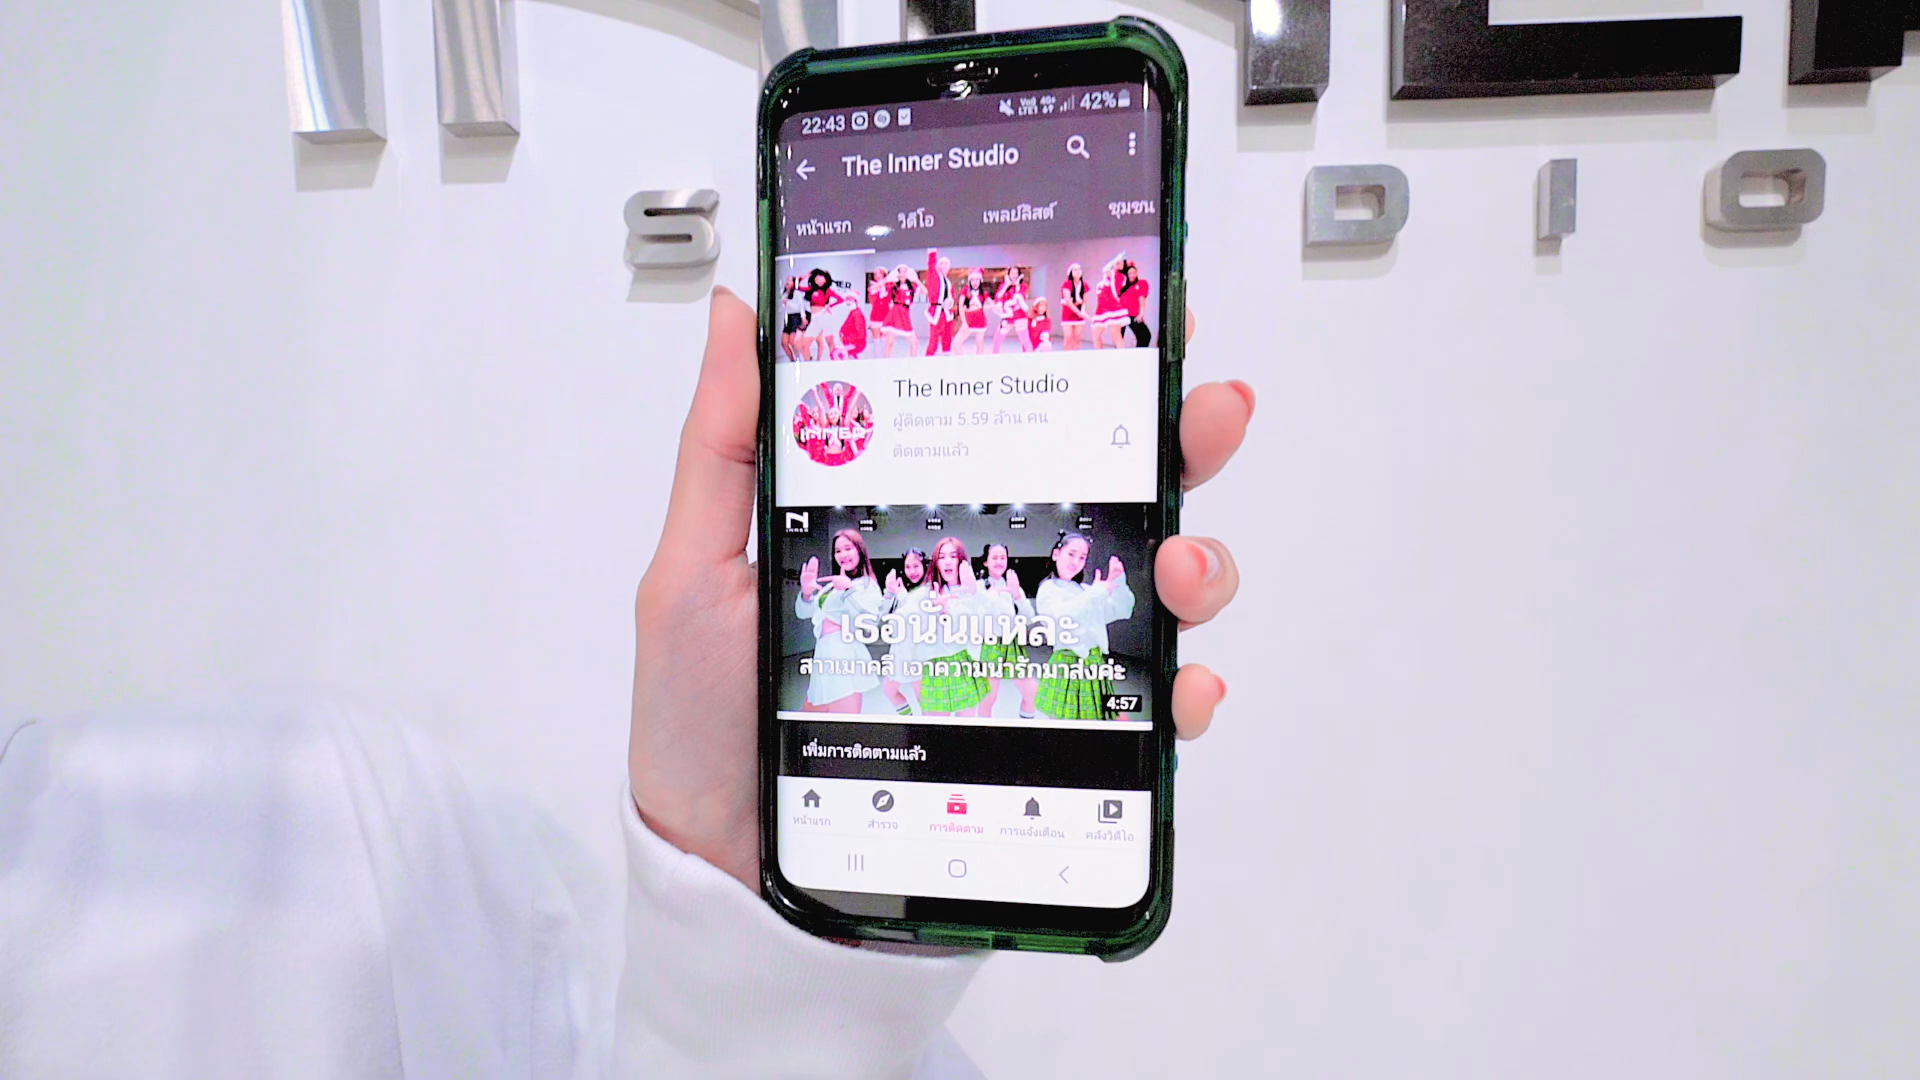 INNER
S DIO
22:43 42%
The Inner Studio
หน้าแรก วิดีโอ เพลย์ลิสต์ ชุมชน
The Inner Studio
ผู้ติดตาม 5.59 ล้าน คน
ติดตามแล้ว
INNER
เธอนั่นแหละ
สาวเมาคลี เอาความน่ารักมาส่งค่ะ
4:57
เพิ่มการติดตามแล้ว
หน้าแรก สำรวจ การติดตาม การแจ้งเตือน คลังวิดีโอ